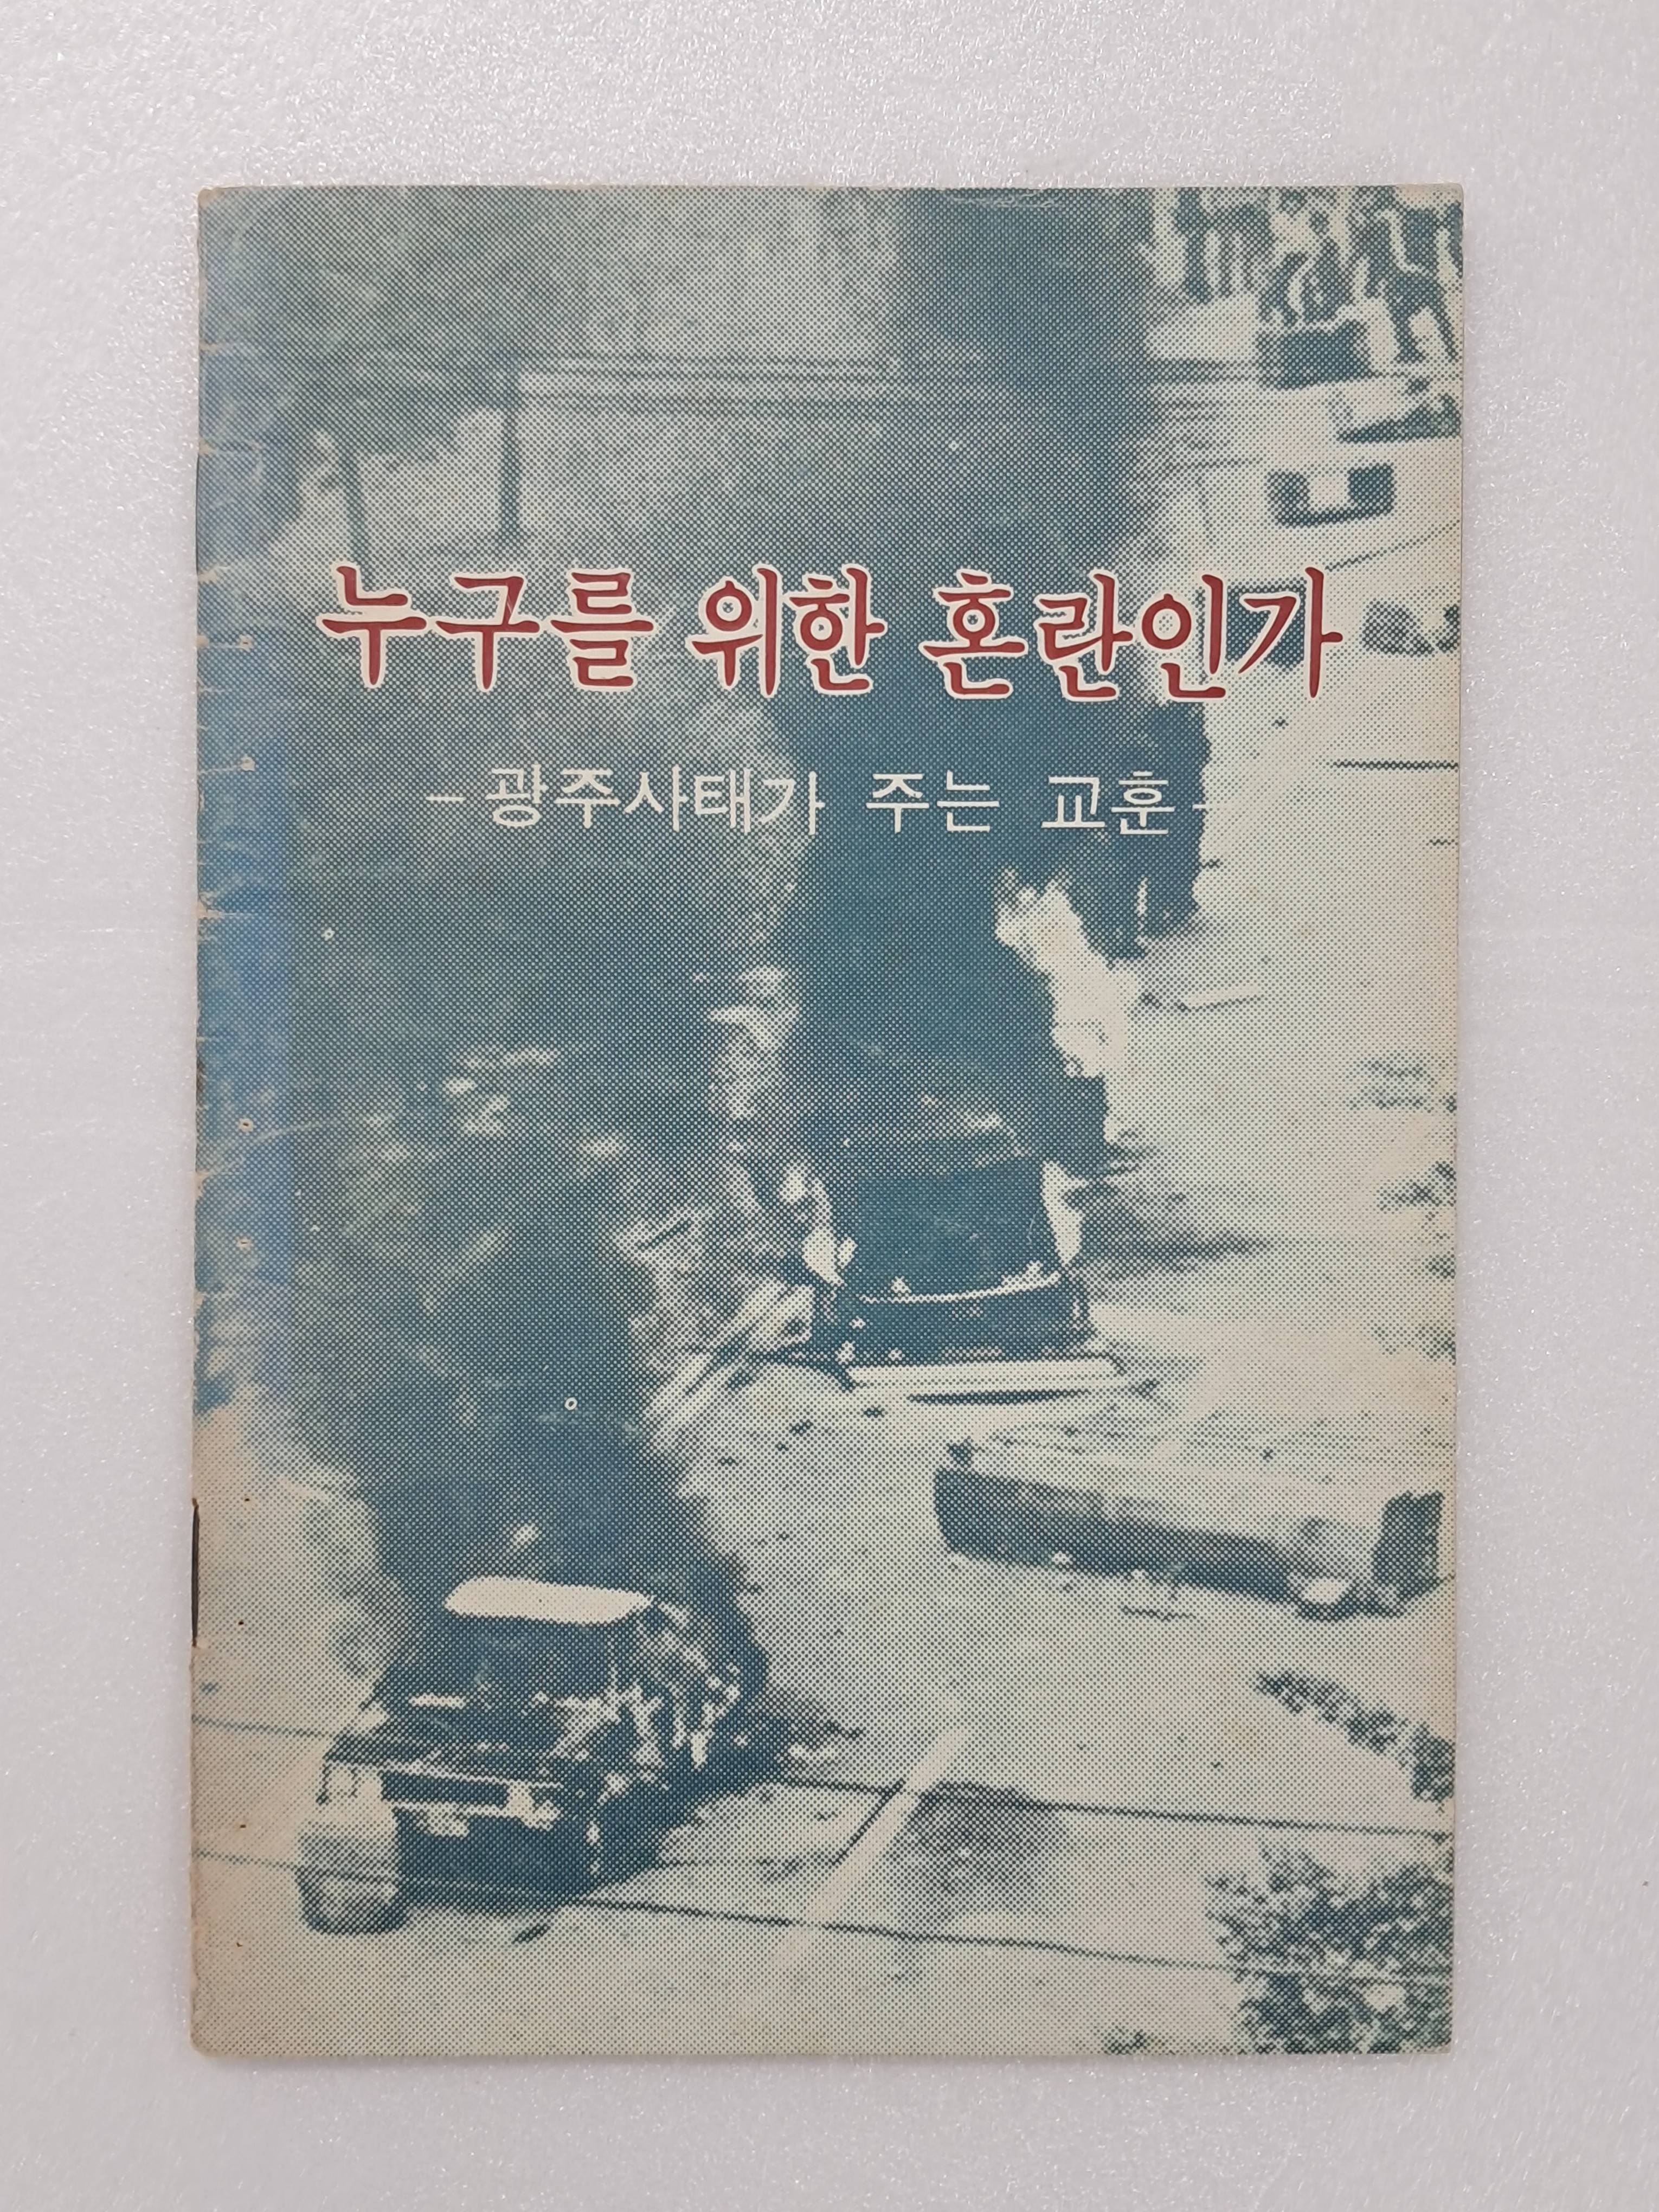 누구를 위한 혼란인가
- 광주사태가 주는 교훈 -